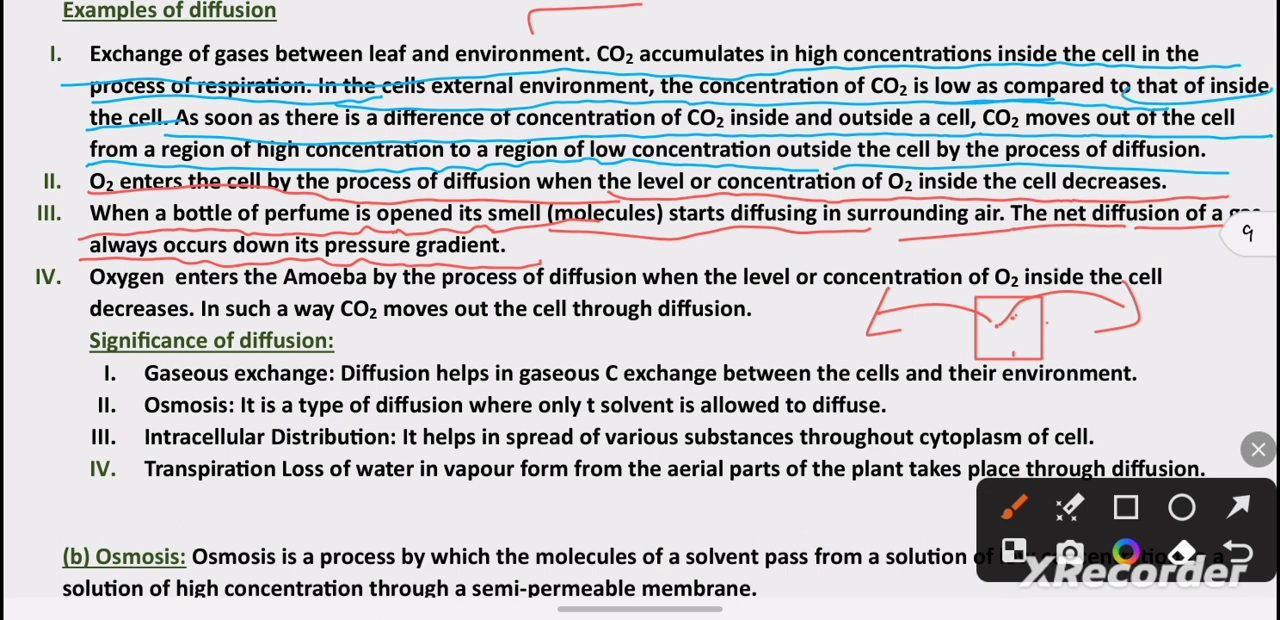 Examples of diffusion
I. Exchange of gases between leaf and environment. CO₂ accumulates in high concentrations inside the cell in the
process of respiration. In the cells external environment, the concentration of CO₂ is low as compared to that of inside
the cell. As soon as there is a difference of concentration of CO₂ inside and outside a cell, CO₂ moves out of the cell
from a region of high concentration to a region of low concentration outside the cell by the process of diffusion.
II. O₂ enters the cell by the process of diffusion when the level or concentration of O₂ inside the cell decreases.
III. When a bottle of perfume is opened its smell (molecules) starts diffusing in surrounding air. The net diffusion of a
always occurs down its pressure gradient.
9
IV. Oxygen enters the Amoeba by the process of diffusion when the level or concentration of O₂ inside the cell
decreases. In such a way CO₂ moves out the cell through diffusion.
Significance of diffusion:
I. Gaseous exchange: Diffusion helps in gaseous C exchange between the cells and their environment.
II. Osmosis: It is a type of diffusion where only t solvent is allowed to diffuse.
III. Intracellular Distribution: It helps in spread of various substances throughout cytoplasm of cell.
IV. Transpiration Loss of water in vapour form from the aerial parts of the plant takes place through diffusion.
(b) Osmosis: Osmosis is a process by which the molecules of a solvent pass from a solution of
solution of high concentration through a semi-permeable membrane.
XRecorder